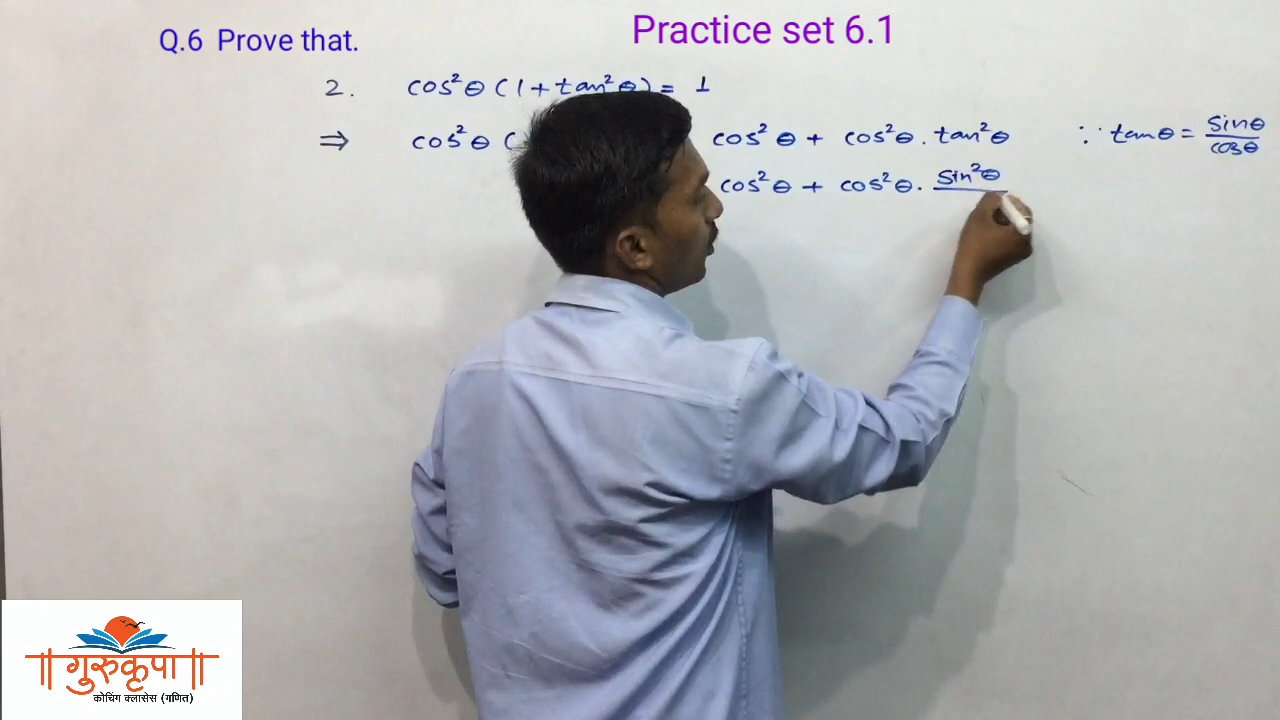 Practice set 6.1
Q.6 Prove that.
2. cos²θ (1 + tan²θ) = 1
⇒ cos²θ ( cos²θ + cos²θ . tan²θ ∵ tanθ = sinθ/cosθ
cos²θ + cos²θ . sin²θ
॥ गुरुकृपा ॥
कोचिंग क्लासेस (गणित)